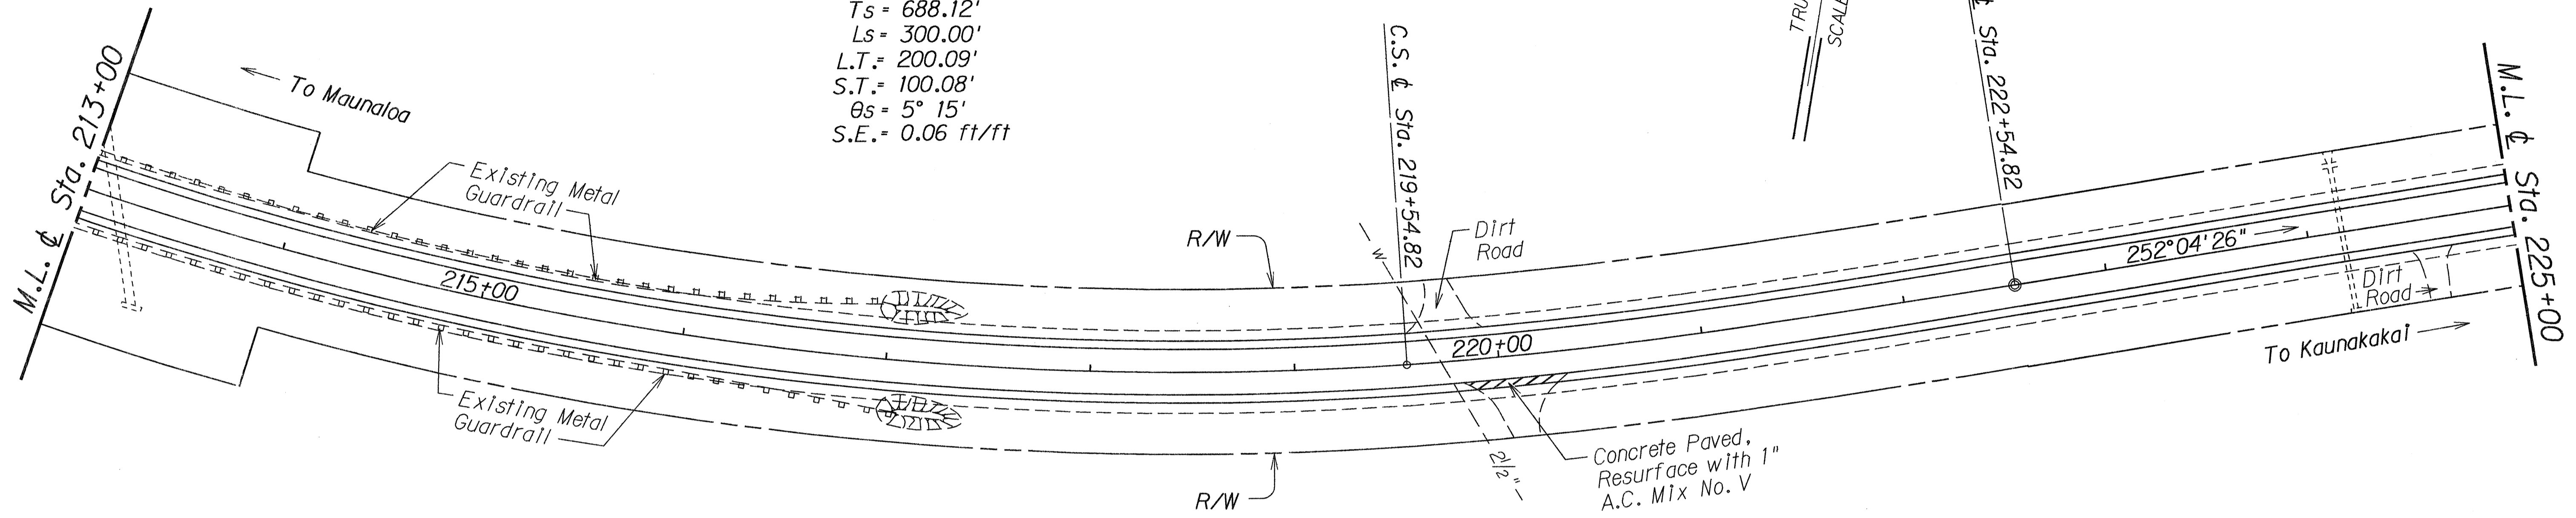 Ts = 688.12'
Ls = 300.00'
L.T.= 200.09'
S.T.= 100.08'
θs = 5° 15'
S.E.= 0.06 ft/ft
M.L. ℄ Sta. 213+00
To Maunaloa
Existing Metal
Guardrail
215+00
Existing Metal
Guardrail
R/W
R/W
C.S. ℄ Sta. 219+54.82
W
2½"
Dirt
Road
220+00
Concrete Paved,
Resurface with 1"
A.C. Mix No. V
SCALE
℄ Sta. 222+54.82
252°04'26"
Dirt
Road
To Kaunakakai
M.L. ℄ Sta. 225+00